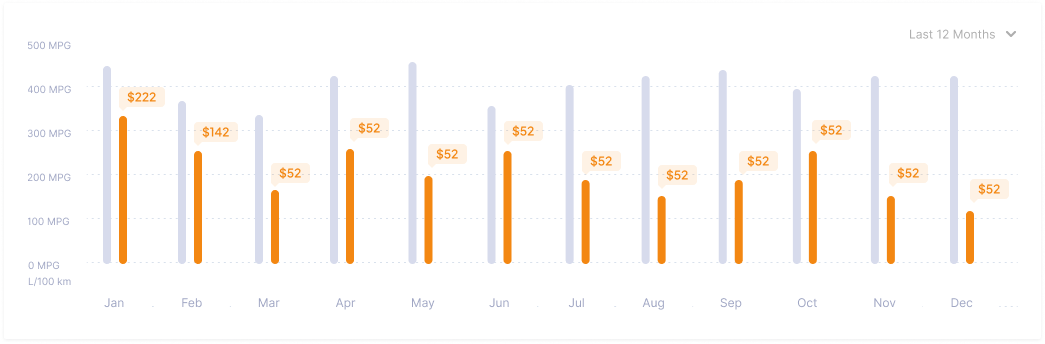 Last 12 Months
500 MPG
400 MPG
300 MPG
200 MPG
100 MPG
0 MPG
L/100 km
$222
$142
$52
$52
$52
$52
$52
$52
$52
$52
$52
$52
Jan
Feb
Mar
Apr
May
Jun
Jul
Aug
Sep
Oct
Nov
Dec